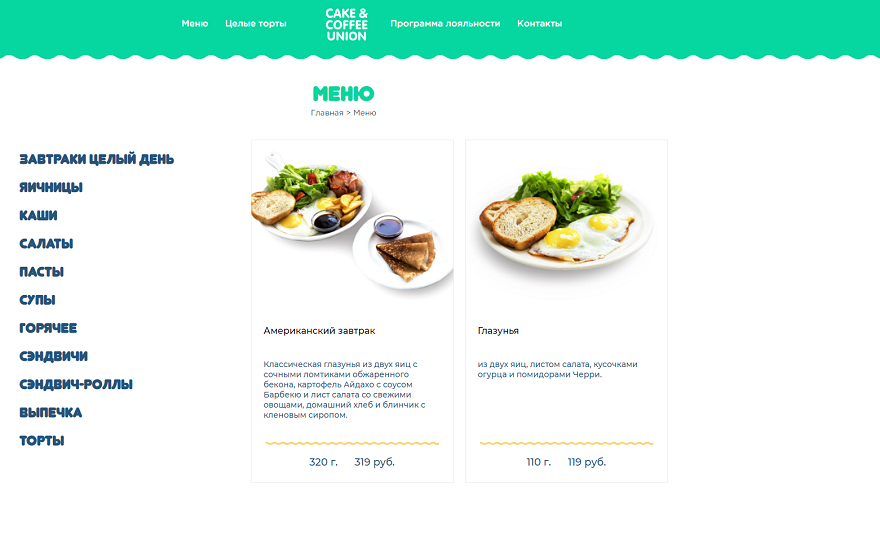 Меню
Целые торты
CAKE &
COFFEE
UNION
Программа лояльности
Контакты
МЕНЮ
Главная > Меню
ЗАВТРАКИ ЦЕЛЫЙ ДЕНЬ
ЯИЧНИЦЫ
КАШИ
САЛАТЫ
ПАСТЫ
СУПЫ
ГОРЯЧЕЕ
СЭНДВИЧИ
СЭНДВИЧ-РОЛЛЫ
ВЫПЕЧКА
ТОРТЫ
Американский завтрак
Классическая глазунья из двух яиц с
сочными ломтиками обжаренного
бекона, картофель Айдахо с соусом
Барбекю и лист салата со свежими
овощами, домашний хлеб и блинчик с
кленовым сиропом.
320 г. 319 руб.
Глазунья
из двух яиц, листом салата, кусочками
огурца и помидорами Черри.
110 г. 119 руб.